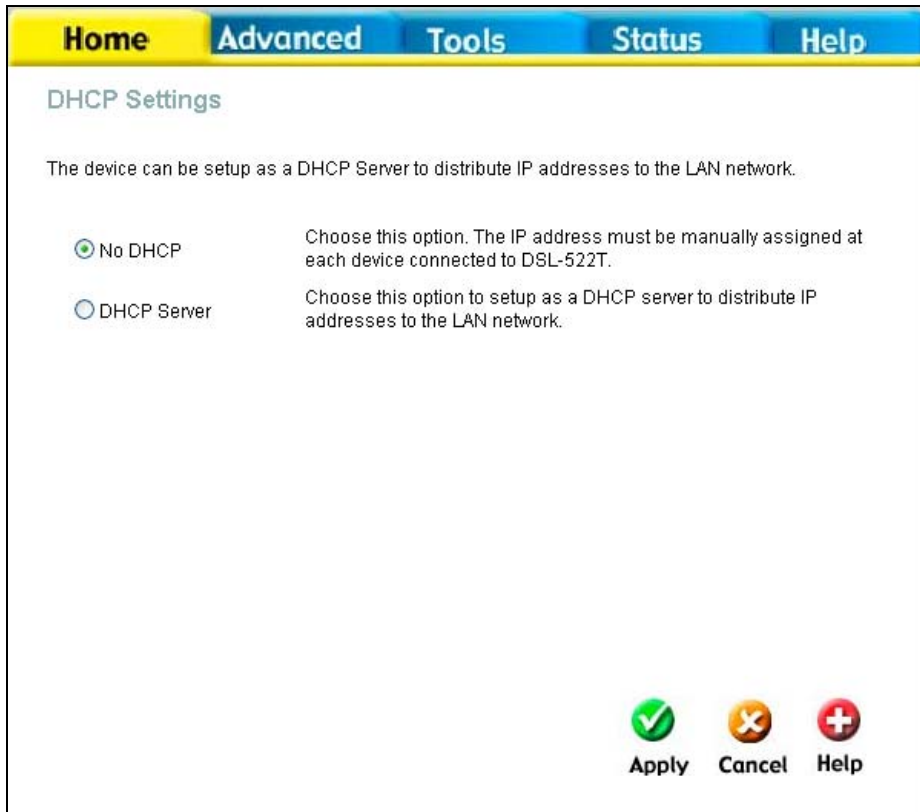 Home Advanced Tools Status Help
DHCP Settings
The device can be setup as a DHCP Server to distribute IP addresses to the LAN network.
No DHCP
Choose this option. The IP address must be manually assigned at
each device connected to DSL-522T.
DHCP Server
Choose this option to setup as a DHCP server to distribute IP
addresses to the LAN network.
Apply Cancel Help